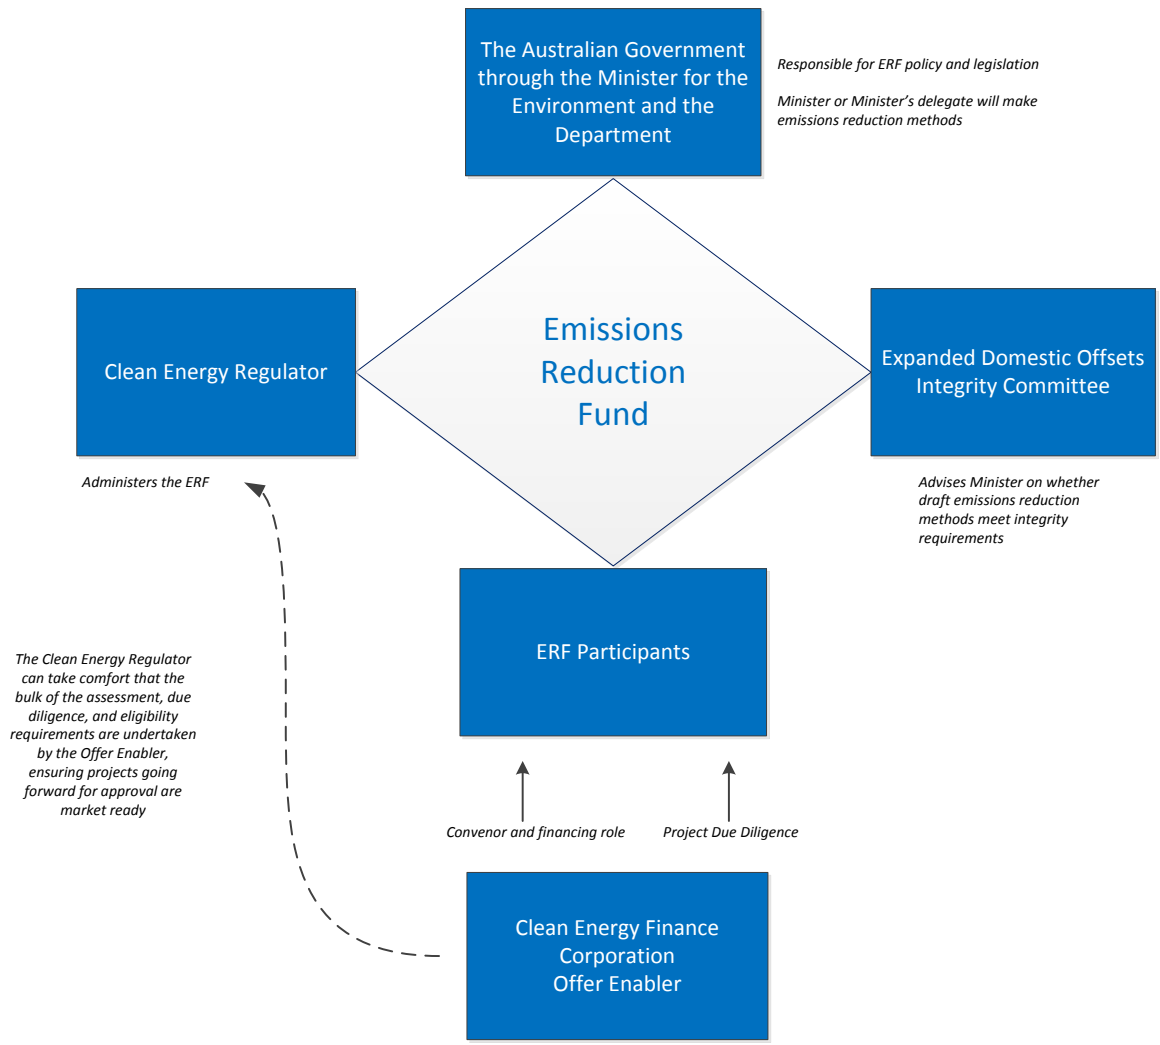 The Australian Government
through the Minister for the
Environment and the
Department
Responsible for ERF policy and legislation
Minister or Minister’s delegate will make
emissions reduction methods
Emissions
Reduction
Fund
Clean Energy Regulator
Expanded Domestic Offsets
Integrity Committee
Administers the ERF
Advises Minister on whether
draft emissions reduction
methods meet integrity
requirements
ERF Participants
The Clean Energy Regulator
can take comfort that the
bulk of the assessment, due
diligence, and eligibility
requirements are undertaken
by the Offer Enabler,
ensuring projects going
forward for approval are
market ready
Convenor and financing role
Project Due Diligence
Clean Energy Finance
Corporation
Offer Enabler